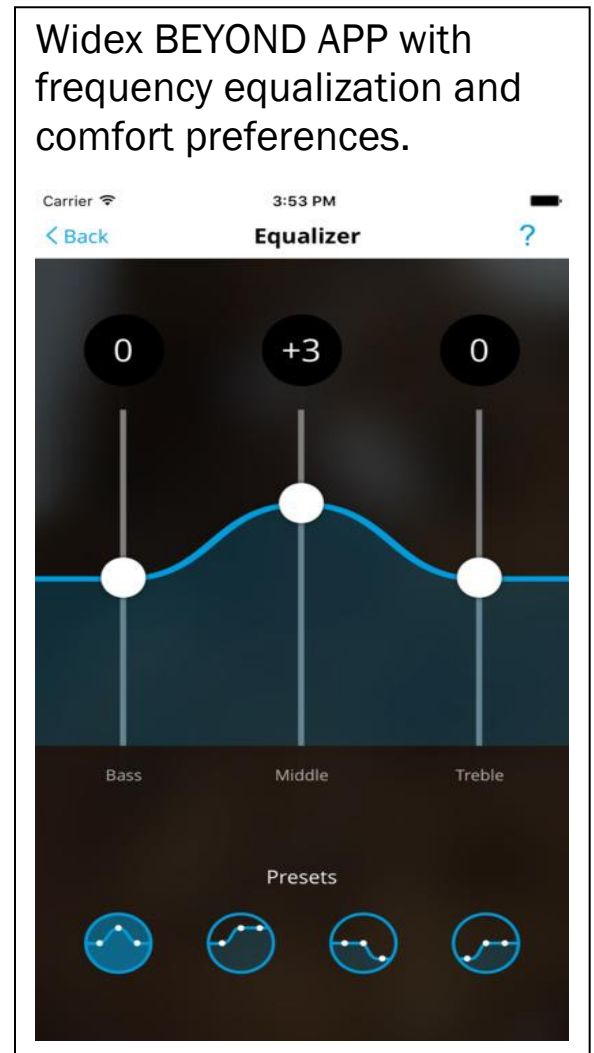 Widex BEYOND APP with
frequency equalization and
comfort preferences.
Carrier 3:53 PM
< Back Equalizer ?
0 +3 0
Bass Middle Treble
Presets